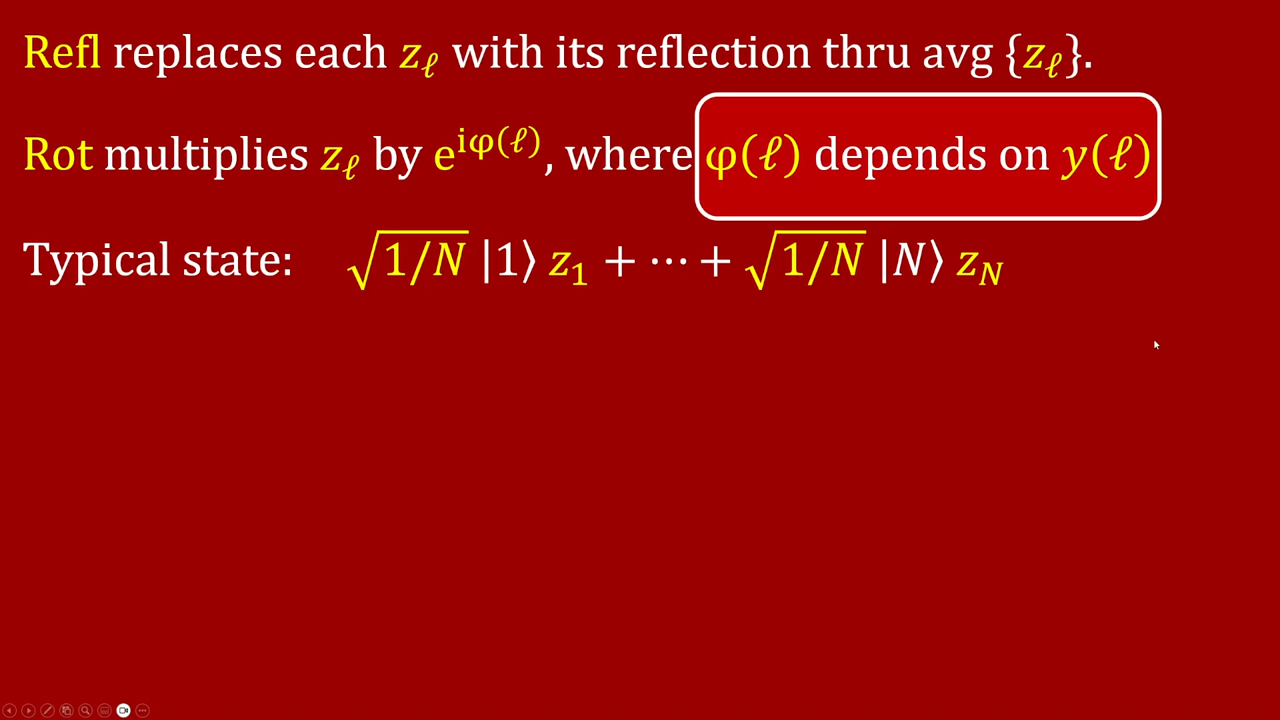 Refl replaces each z_ℓ with its reflection thru avg {z_ℓ}.
Rot multiplies z_ℓ by e^{iφ(ℓ)}, where φ(ℓ) depends on y(ℓ)
Typical state: √(1/N) |1⟩ z_1 + ⋯ + √(1/N) |N⟩ z_N